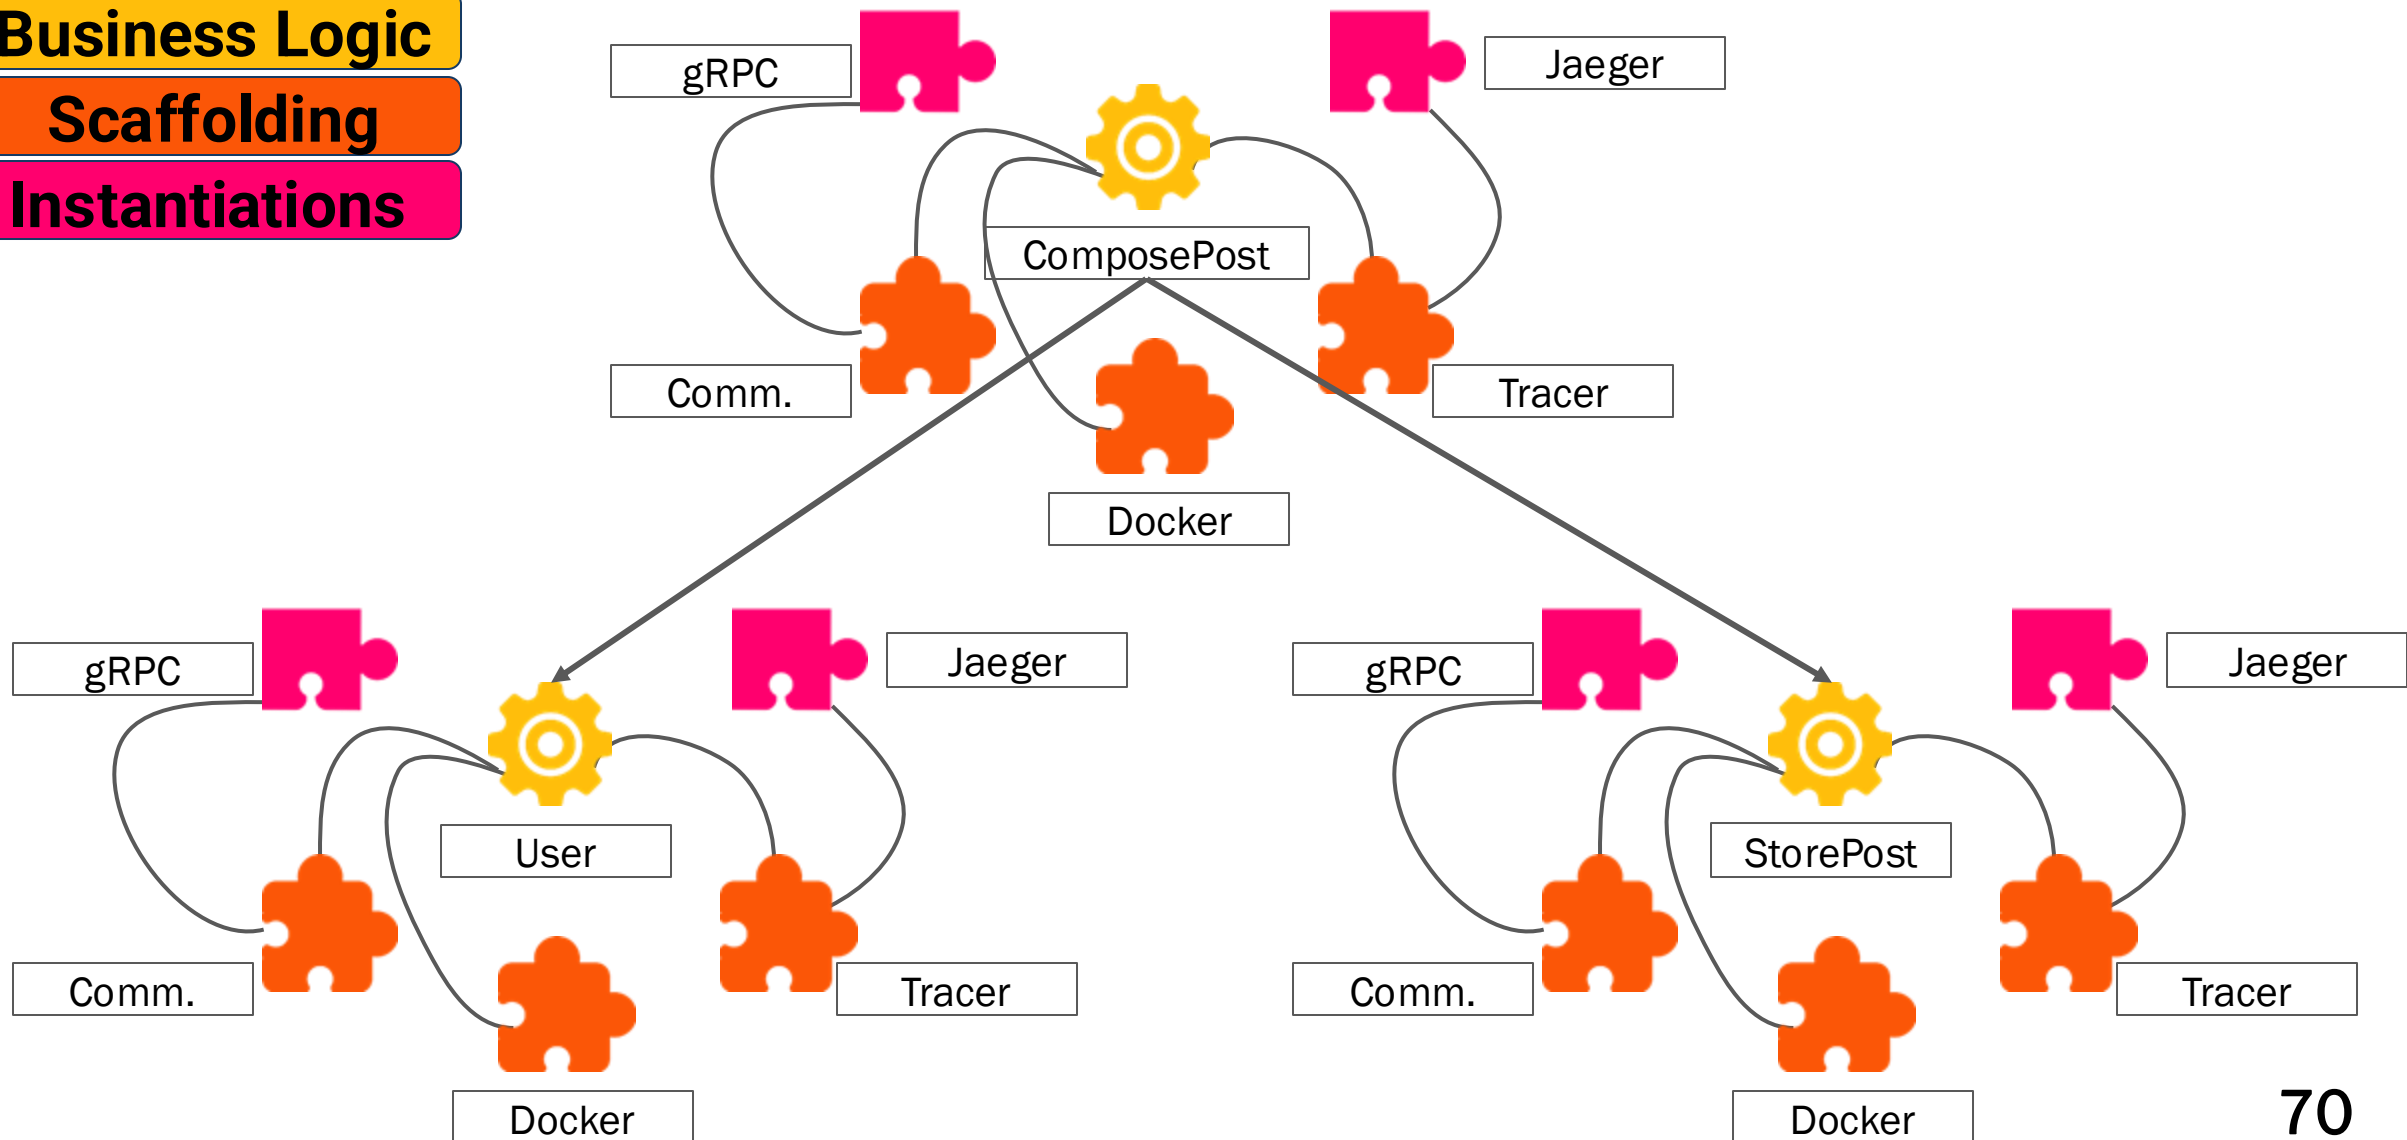 Business Logic
Scaffolding
Instantiations
gRPC
Jaeger
ComposePost
Comm.
Tracer
Docker
gRPC
Jaeger
User
Comm.
Tracer
Docker
gRPC
Jaeger
StorePost
Comm.
Tracer
Docker
70